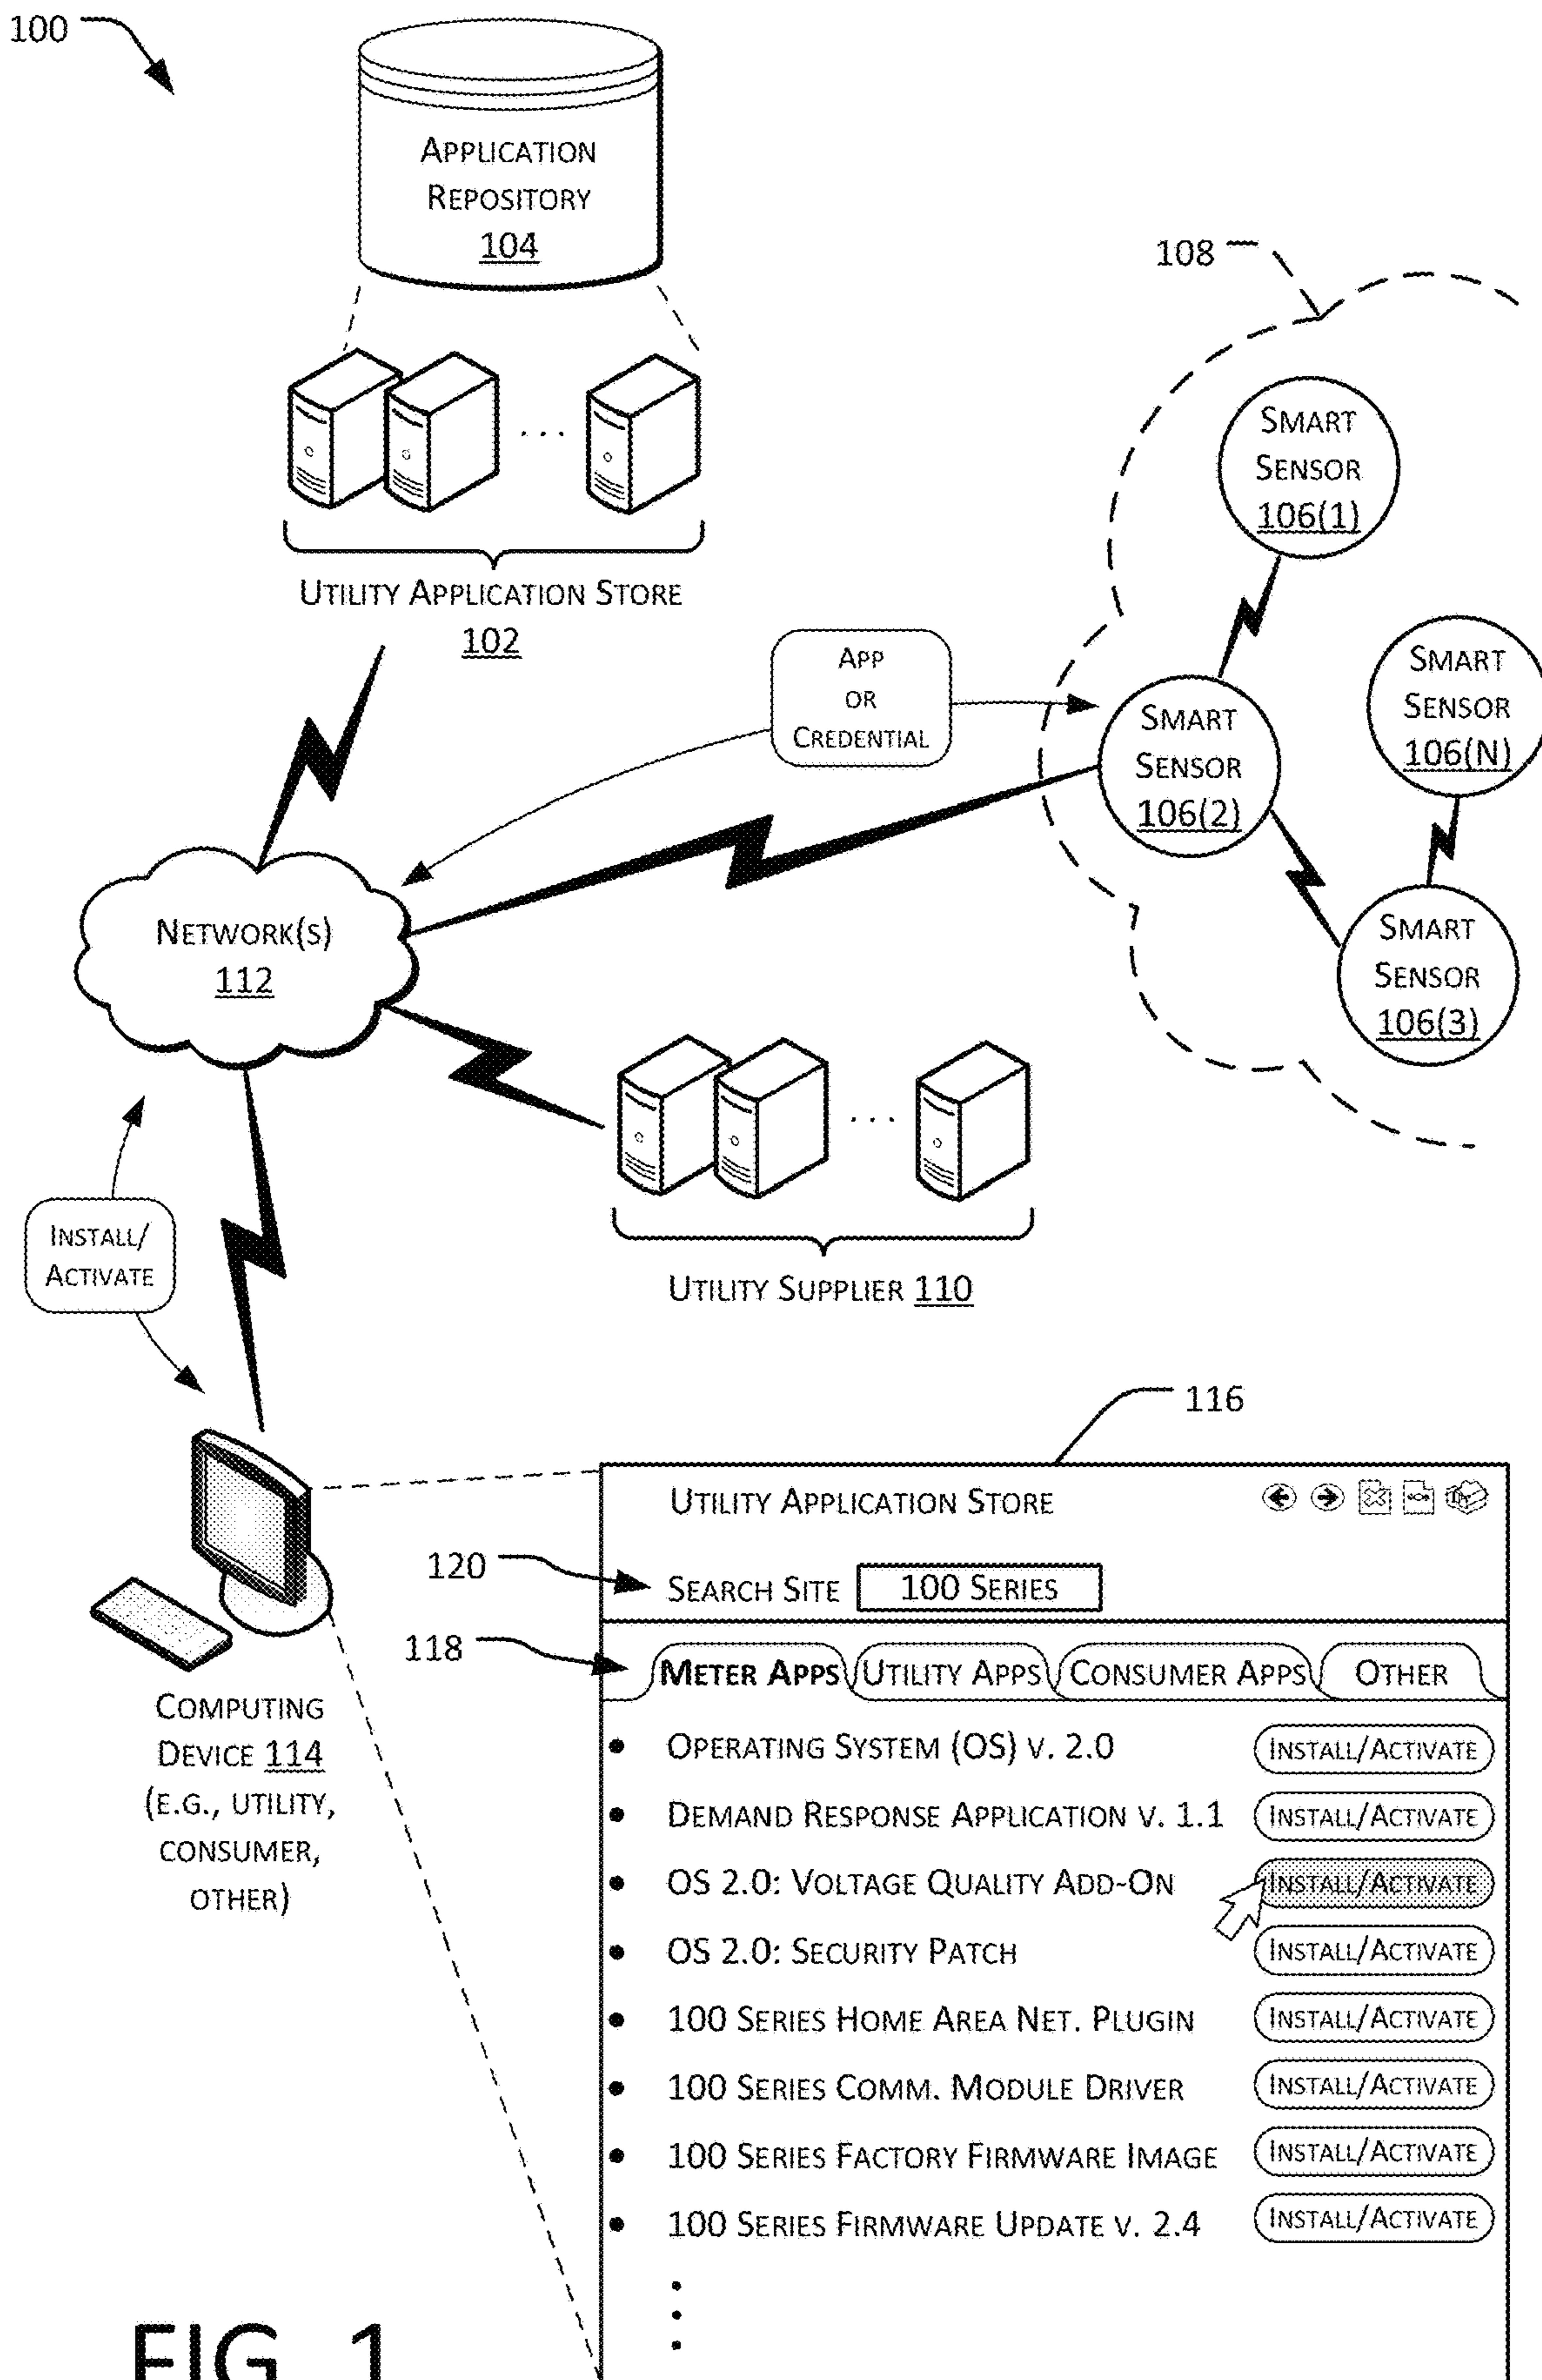 100
APPLICATION
REPOSITORY
104
108
SMART
SENSOR
106(1)
UTILITY APPLICATION STORE
102
APP
OR
CREDENTIAL
SMART
SENSOR
106(2)
SMART
SENSOR
106(N)
NETWORK(S)
112
SMART
SENSOR
106(3)
INSTALL/
ACTIVATE
UTILITY SUPPLIER 110
116
UTILITY APPLICATION STORE
120
SEARCH SITE 100 SERIES
118
METER APPS UTILITY APPS CONSUMER APPS OTHER
COMPUTING
DEVICE 114
(E.G., UTILITY,
CONSUMER,
OTHER)
• OPERATING SYSTEM (OS) V. 2.0 INSTALL/ACTIVATE
• DEMAND RESPONSE APPLICATION V. 1.1 INSTALL/ACTIVATE
• OS 2.0: VOLTAGE QUALITY ADD-ON INSTALL/ACTIVATE
• OS 2.0: SECURITY PATCH INSTALL/ACTIVATE
• 100 SERIES HOME AREA NET. PLUGIN INSTALL/ACTIVATE
• 100 SERIES COMM. MODULE DRIVER INSTALL/ACTIVATE
• 100 SERIES FACTORY FIRMWARE IMAGE INSTALL/ACTIVATE
• 100 SERIES FIRMWARE UPDATE V. 2.4 INSTALL/ACTIVATE
FIG. 1